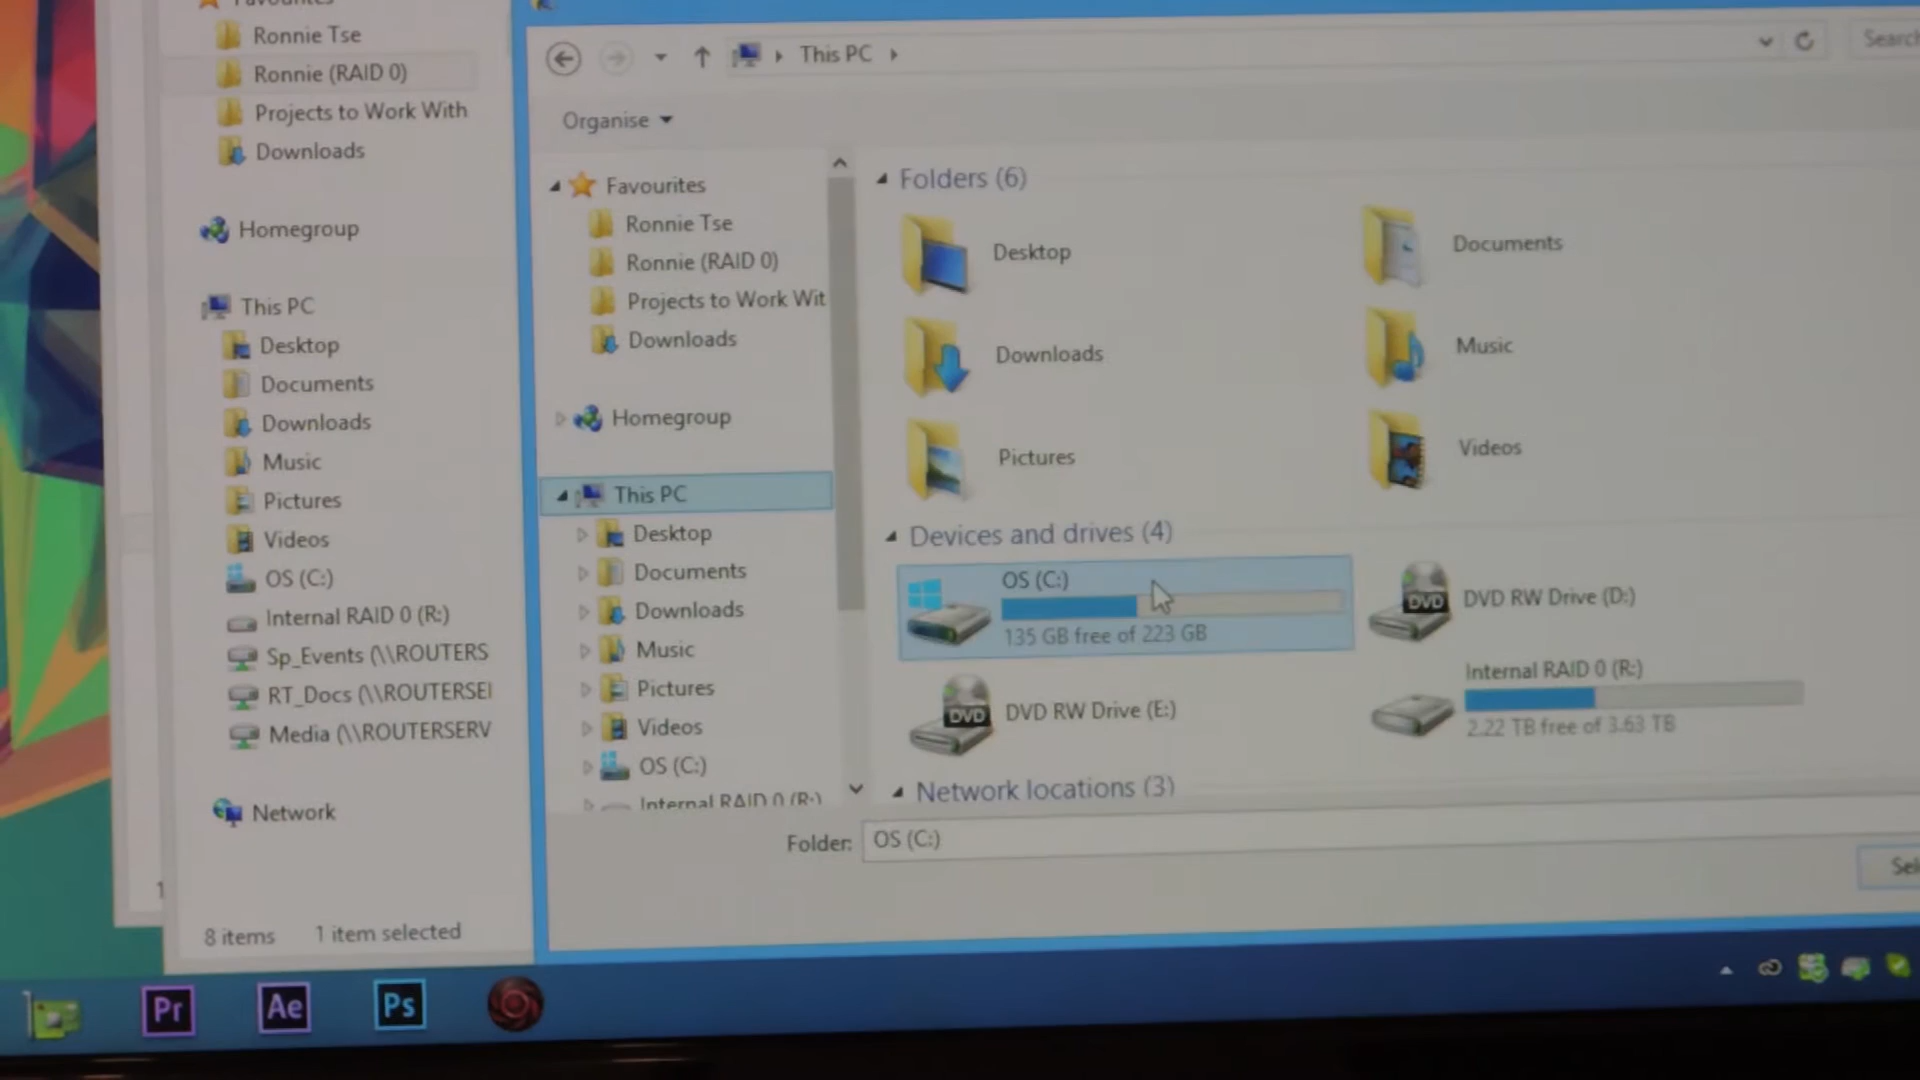 Ronnie Tse
Ronnie (RAID 0)
Projects to Work With
Downloads
Homegroup
This PC
Desktop
Documents
Downloads
Music
Pictures
Videos
OS (C:)
Internal RAID 0 (R:)
Sp_Events (\\ROUTERS
RT_Docs (\\ROUTERSEI
Media (\\ROUTERSERV
Network
8 items 1 item selected
This PC
Search
Organise
Favourites
Ronnie Tse
Ronnie (RAID 0)
Projects to Work Wit
Downloads
Homegroup
This PC
Desktop
Documents
Downloads
Music
Pictures
Videos
OS (C:)
Internal RAID 0 (R:)
Folders (6)
Desktop
Documents
Downloads
Music
Pictures
Videos
Devices and drives (4)
OS (C:)
135 GB free of 223 GB
DVD
DVD RW Drive (D:)
DVD
DVD RW Drive (E:)
Internal RAID 0 (R:)
2.22 TB free of 3.63 TB
Network locations (3)
Folder: OS (C:)
Sel
Pr
Ae
Ps